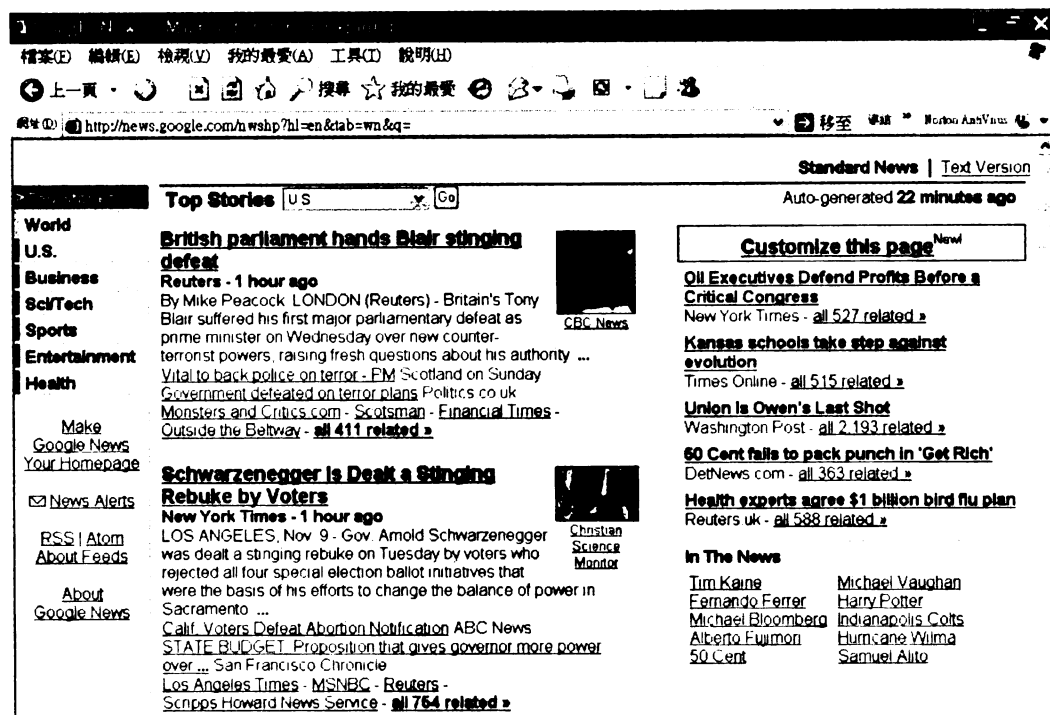 檔案(F) 編輯(E) 檢視(V) 我的最愛(A) 工具(T) 說明(H)
上一頁 搜尋 我的最愛
網址(D) http://news.google.com/nwshp?hl=en&tab=wn&q= 移至 連結 » Norton AntiVirus
Standard News | Text Version
Top Stories U S Go
Auto-generated 22 minutes ago
World
U.S.
Business
Sci/Tech
Sports
Entertainment
Health
Make
Google News
Your Homepage
News Alerts
RSS | Atom
About Feeds
About
Google News
British parliament hands Blair stinging
defeat
Reuters - 1 hour ago
By Mike Peacock LONDON (Reuters) - Britain's Tony
Blair suffered his first major parliamentary defeat as
prime minister on Wednesday over new counter-
terrorist powers, raising fresh questions about his authority ...
Vital to back police on terror - PM Scotland on Sunday
Government defeated on terror plans Politics co uk
Monsters and Critics.com - Scotsman - Financial Times -
Outside the Beltway - all 411 related »
CBC News
Schwarzenegger Is Dealt a Stinging
Rebuke by Voters
New York Times - 1 hour ago
LOS ANGELES, Nov 9 - Gov. Arnold Schwarzenegger
was dealt a stinging rebuke on Tuesday by voters who
rejected all four special election ballot initiatives that
were the basis of his efforts to change the balance of power in
Sacramento ...
Calif. Voters Defeat Abortion Notification ABC News
STATE BUDGET Proposition that gives governor more power
over ... San Francisco Chronicle
Los Angeles Times - MSNBC - Reuters -
Scripps Howard News Service - all 754 related »
Christian
Science
Monitor
Customize this page New!
Oil Executives Defend Profits Before a
Critical Congress
New York Times - all 527 related »
Kansas schools take step against
evolution
Times Online - all 515 related »
Union Is Owen's Last Shot
Washington Post - all 2,193 related »
50 Cent fails to pack punch in 'Get Rich'
DetNews com - all 363 related »
Health experts agree $1 billion bird flu plan
Reuters.uk - all 588 related »
In The News
Tim Kaine Michael Vaughan
Fernando Ferrer Harry Potter
Michael Bloomberg Indianapolis Colts
Alberto Fujimori Hurricane Wilma
50 Cent Samuel Alito